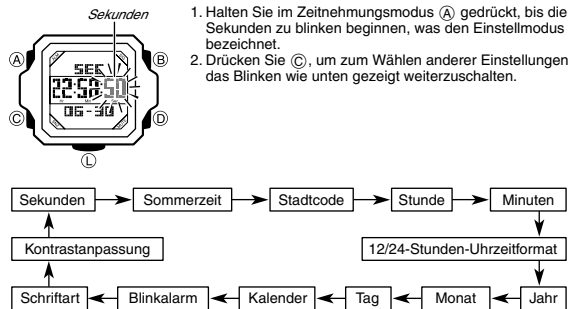 Sekunden
1. Halten Sie im Zeitnehmungsmodus Ⓐ gedrückt, bis die
Sekunden zu blinken beginnen, was den Einstellmodus
bezeichnet.
2. Drücken Sie Ⓒ, um zum Wählen anderer Einstellungen
das Blinken wie unten gezeigt weiterzuschalten.
Ⓐ
Ⓑ
SEC
22:58:50
06-30
Ⓒ
Ⓓ
Ⓛ
Sekunden Sommerzeit Stadtcode Stunde Minuten
Kontrastanpassung 12/24-Stunden-Uhrzeitformat
Schriftart Blinkalarm Kalender Tag Monat Jahr